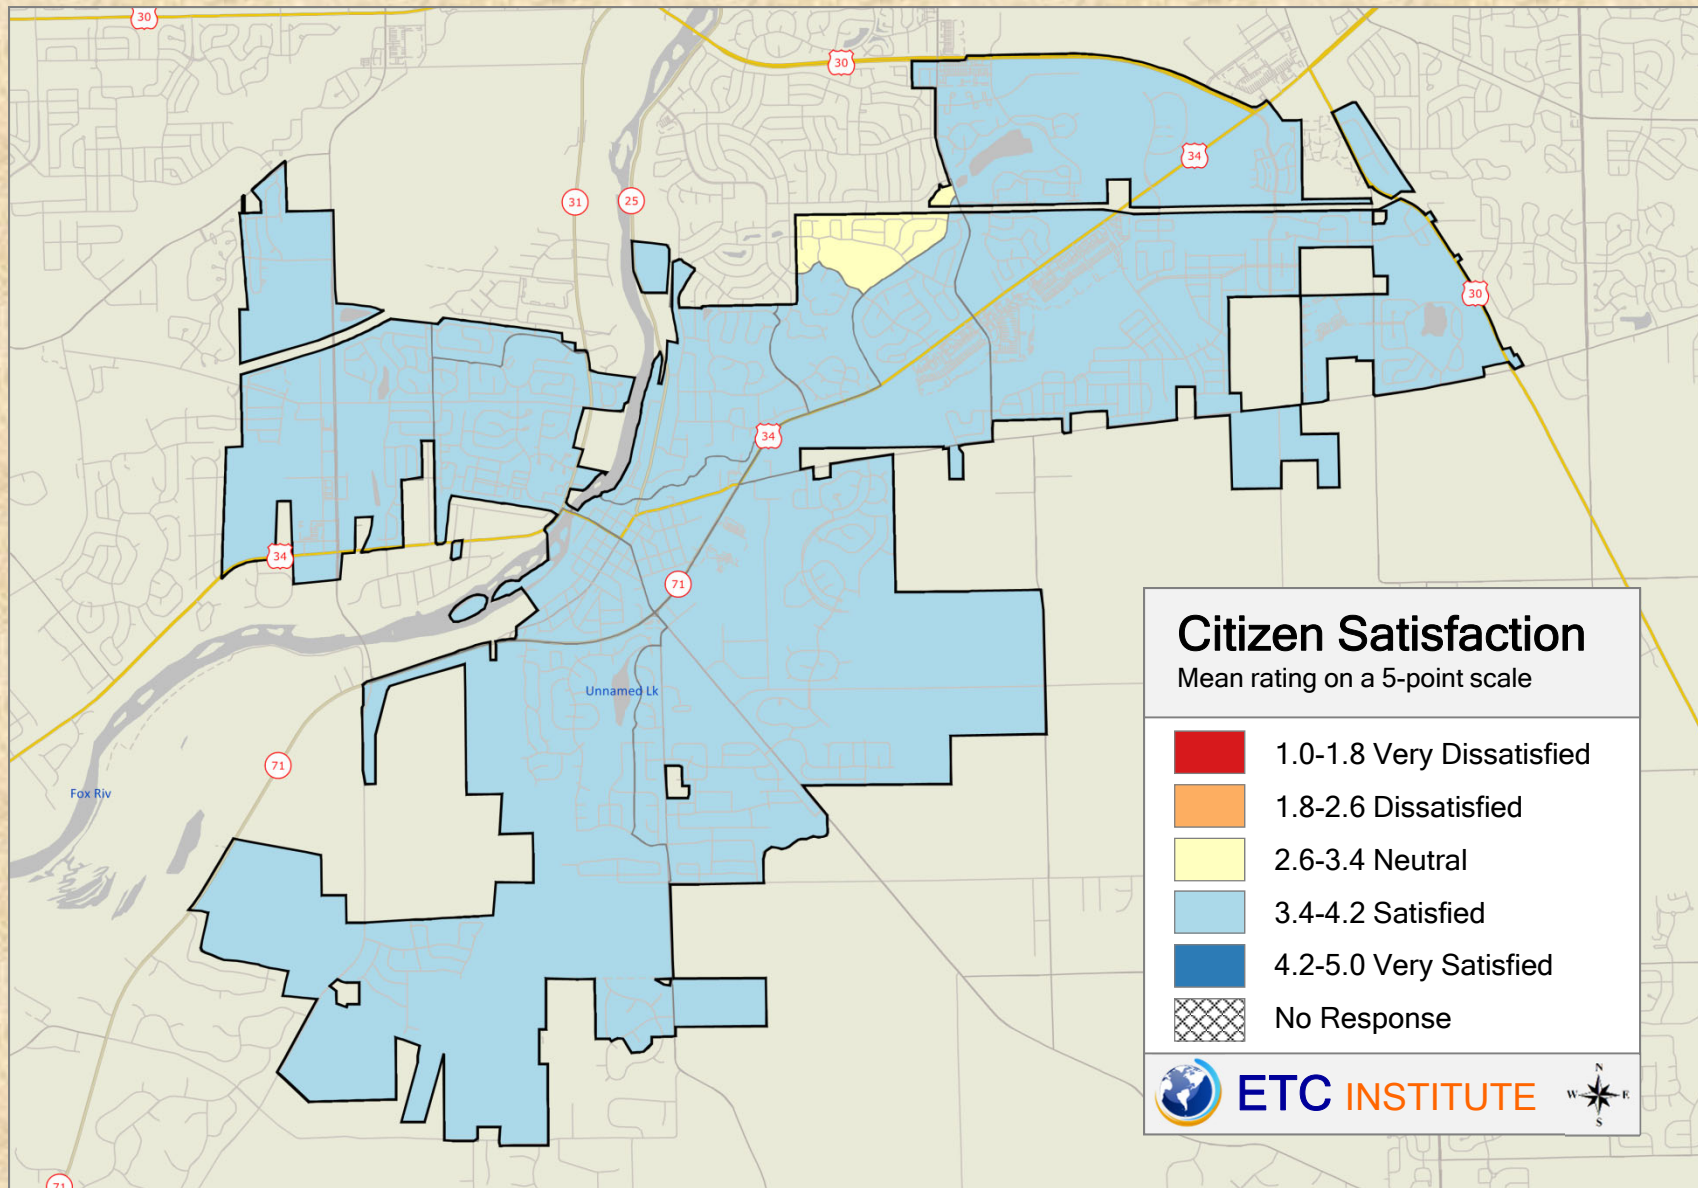 30
30
34
31
25
30
34
34
71
Unnamed Lk
71
Fox Riv
71
Citizen Satisfaction
Mean rating on a 5-point scale
1.0-1.8 Very Dissatisfied
1.8-2.6 Dissatisfied
2.6-3.4 Neutral
3.4-4.2 Satisfied
4.2-5.0 Very Satisfied
No Response
ETC INSTITUTE
N
W E
S